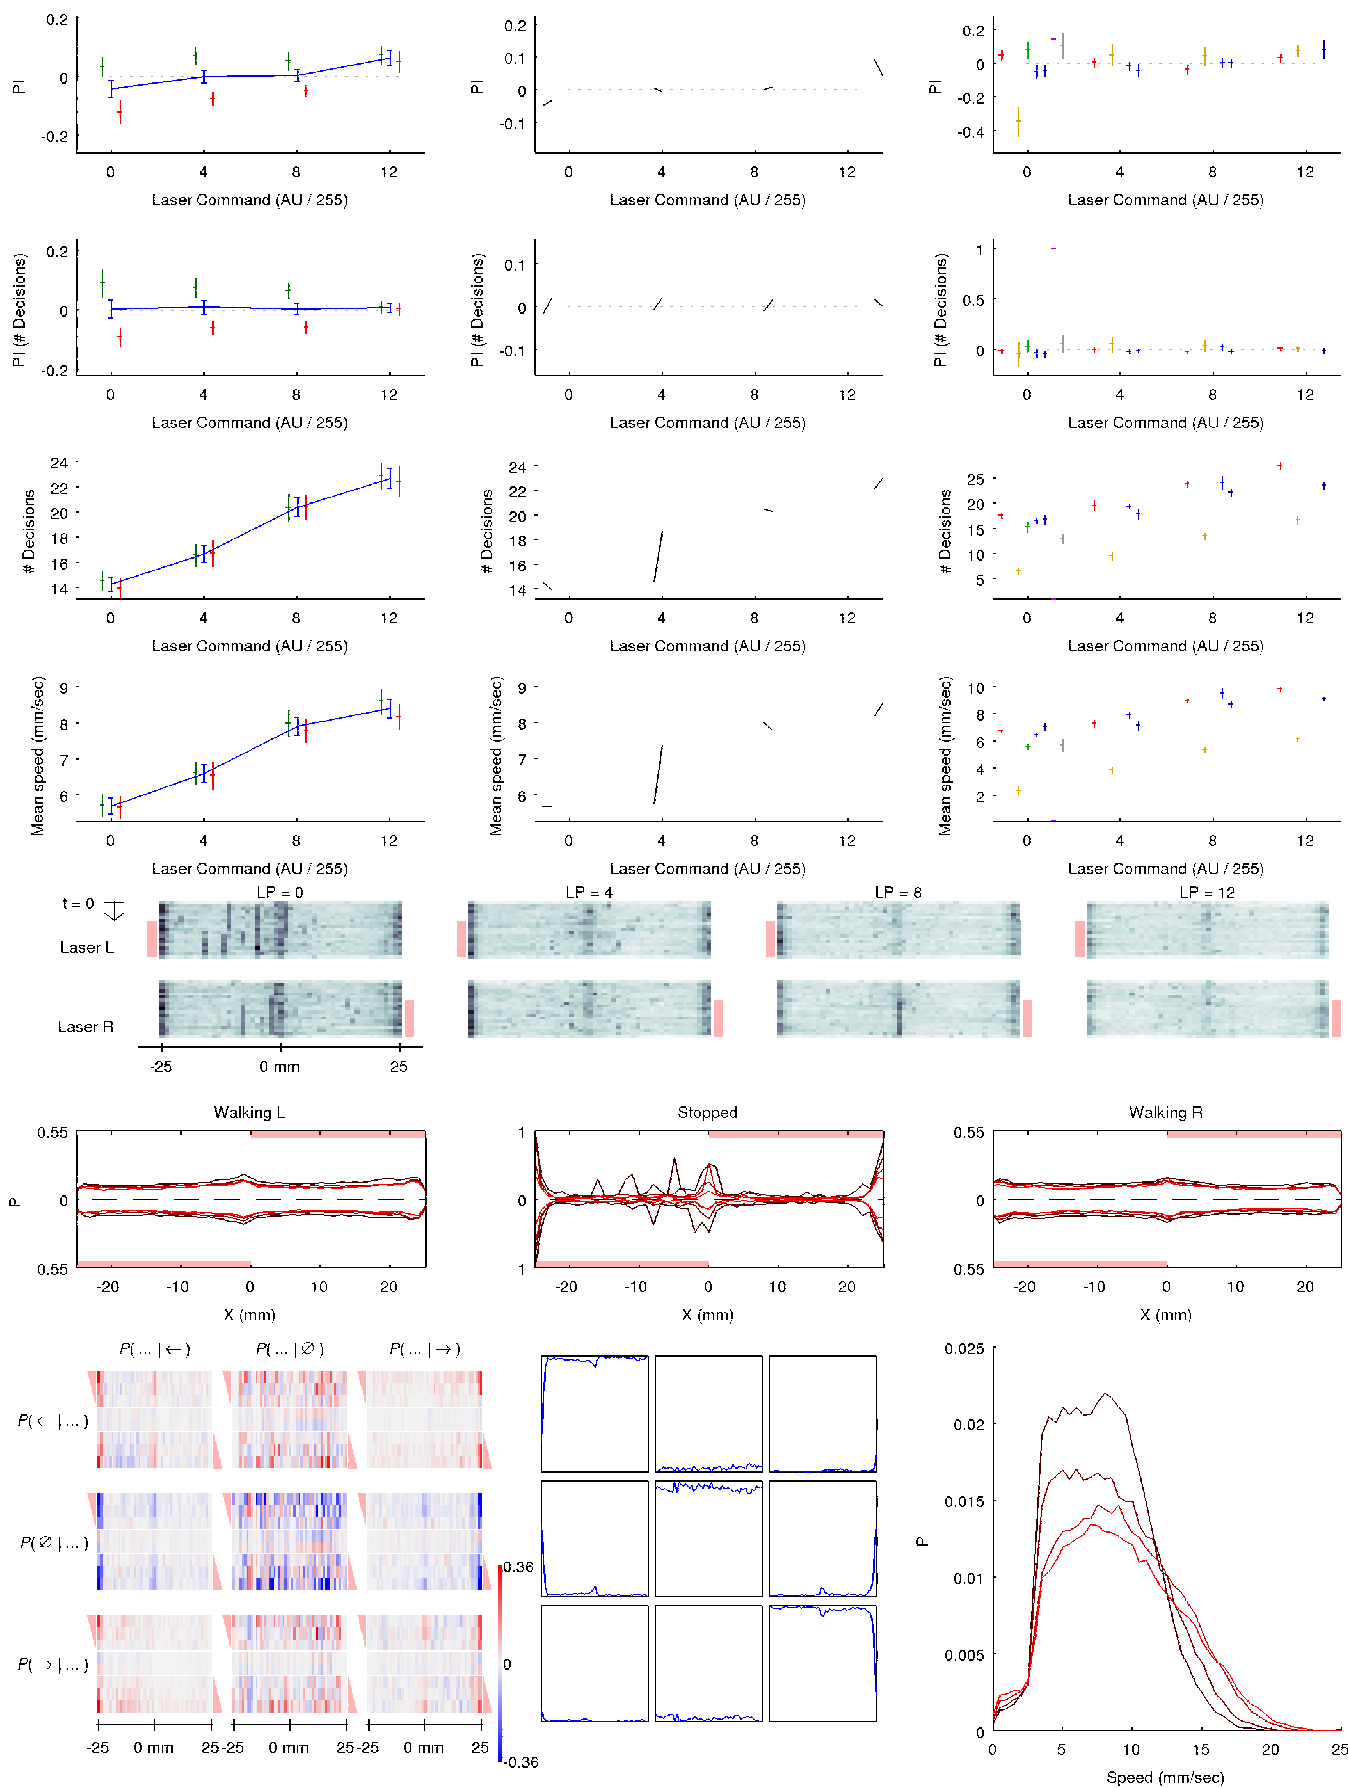 0.2
0
-0.2
PI
0 4 8 12
Laser Command (AU / 255)
0.2
0.1
0
-0.1
PI
0 4 8 12
Laser Command (AU / 255)
0.2
0
-0.2
-0.4
PI
0 4 8 12
Laser Command (AU / 255)
0.2
0
-0.2
PI (# Decisions)
0 4 8 12
Laser Command (AU / 255)
0.1
0
-0.1
PI (# Decisions)
0 4 8 12
Laser Command (AU / 255)
1
0.5
0
PI (# Decisions)
0 4 8 12
Laser Command (AU / 255)
24
22
20
18
16
14
# Decisions
0 4 8 12
Laser Command (AU / 255)
24
22
20
18
16
14
# Decisions
0 4 8 12
Laser Command (AU / 255)
25
20
15
10
5
# Decisions
0 4 8 12
Laser Command (AU / 255)
9
8
7
6
Mean speed (mm/sec)
0 4 8 12
Laser Command (AU / 255)
9
8
7
6
Mean speed (mm/sec)
0 4 8 12
Laser Command (AU / 255)
10
8
6
4
2
Mean speed (mm/sec)
0 4 8 12
Laser Command (AU / 255)
LP = 0 LP = 4 LP = 8 LP = 12
t = 0
Laser L
Laser R
-25 0 mm 25
Walking L
0.55
0
0.55
P
-20 -10 0 10 20
X (mm)
Stopped
1
0
1
-20 -10 0 10 20
X (mm)
Walking R
0.55
0
0.55
-20 -10 0 10 20
X (mm)
P( ... | ←) P( ... | ∅ ) P( ... | →)
P( ← | ... )
P( ∅ | ... )
P( → | ... )
-25 0 mm 25 -25 0 mm 25 -25 0 mm 25
0.36
0
-0.36
0.025
0.02
0.015
0.01
0.005
0
P
0 5 10 15 20 25
Speed (mm/sec)